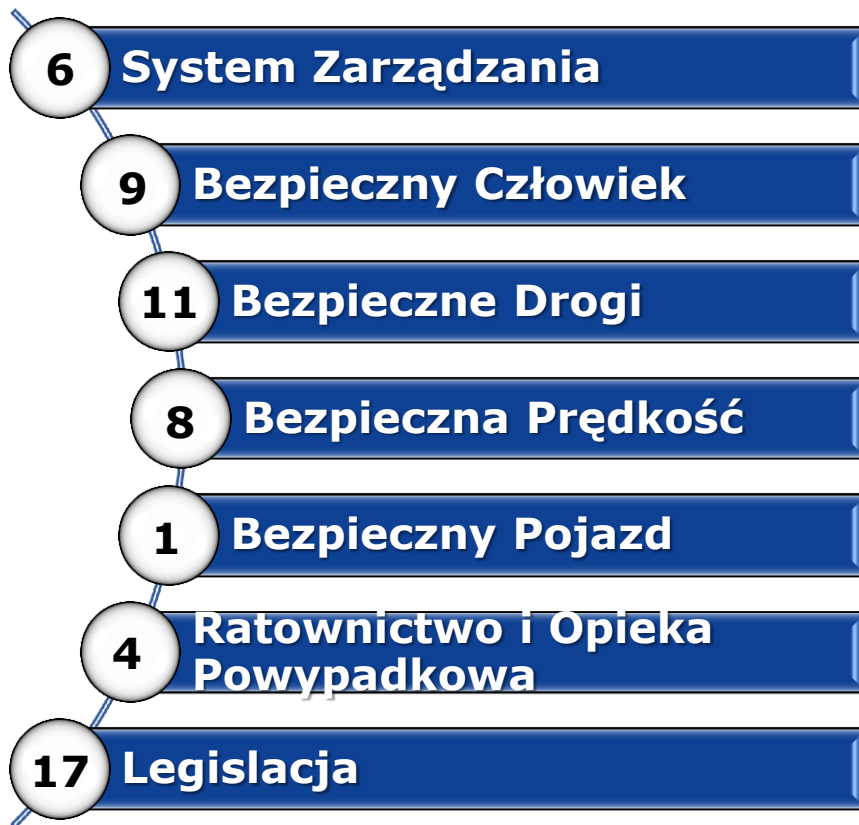 6 System Zarządzania
9 Bezpieczny Człowiek
11 Bezpieczne Drogi
8 Bezpieczna Prędkość
1 Bezpieczny Pojazd
4 Ratownictwo i Opieka
Powypadkowa
17 Legislacja